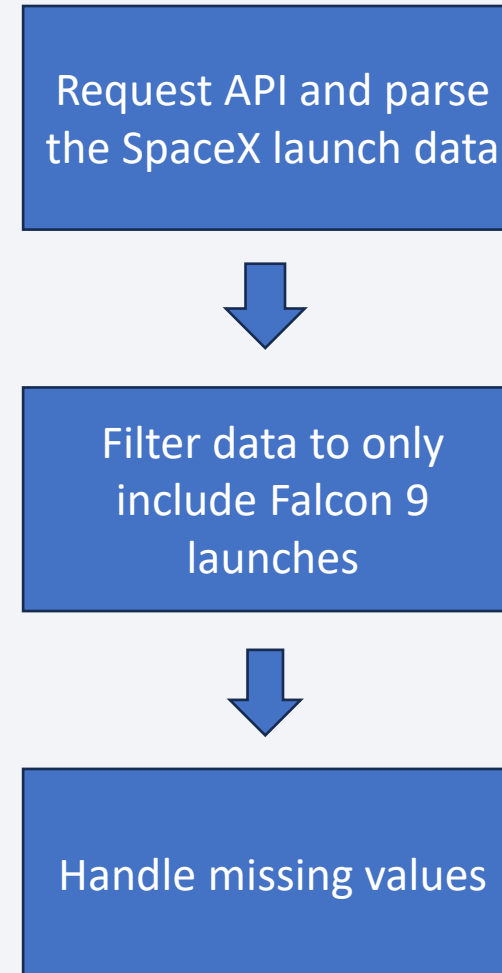 Request API and parse
the SpaceX launch data
Filter data to only
include Falcon 9
launches
Handle missing values